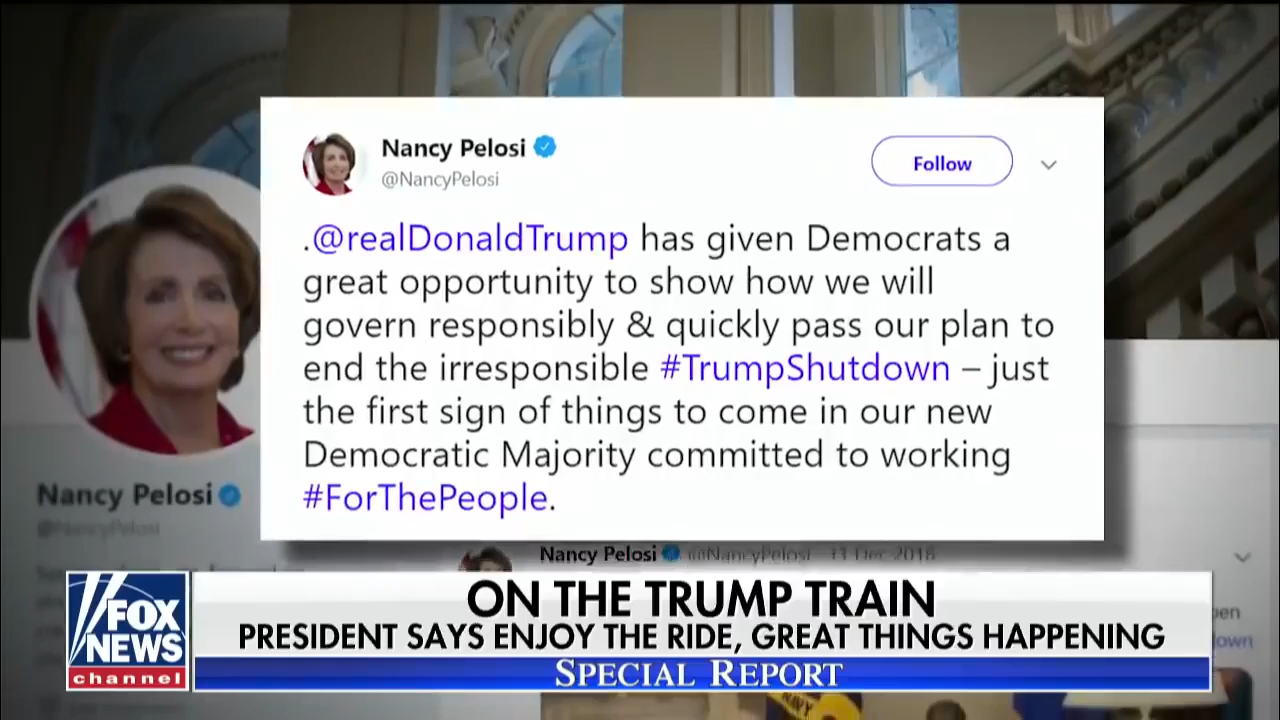 Nancy Pelosi
@NancyPelosi
Follow
.@realDonaldTrump has given Democrats a
great opportunity to show how we will
govern responsibly & quickly pass our plan to
end the irresponsible #TrumpShutdown – just
the first sign of things to come in our new
Democratic Majority committed to working
#ForThePeople.
Nancy Pelosi
@NancyPelosi
Nancy Pelosi @NancyPelosi 13 Dec 2018
ON THE TRUMP TRAIN
PRESIDENT SAYS ENJOY THE RIDE, GREAT THINGS HAPPENING
SPECIAL REPORT
FOX
NEWS
channel
NAVY